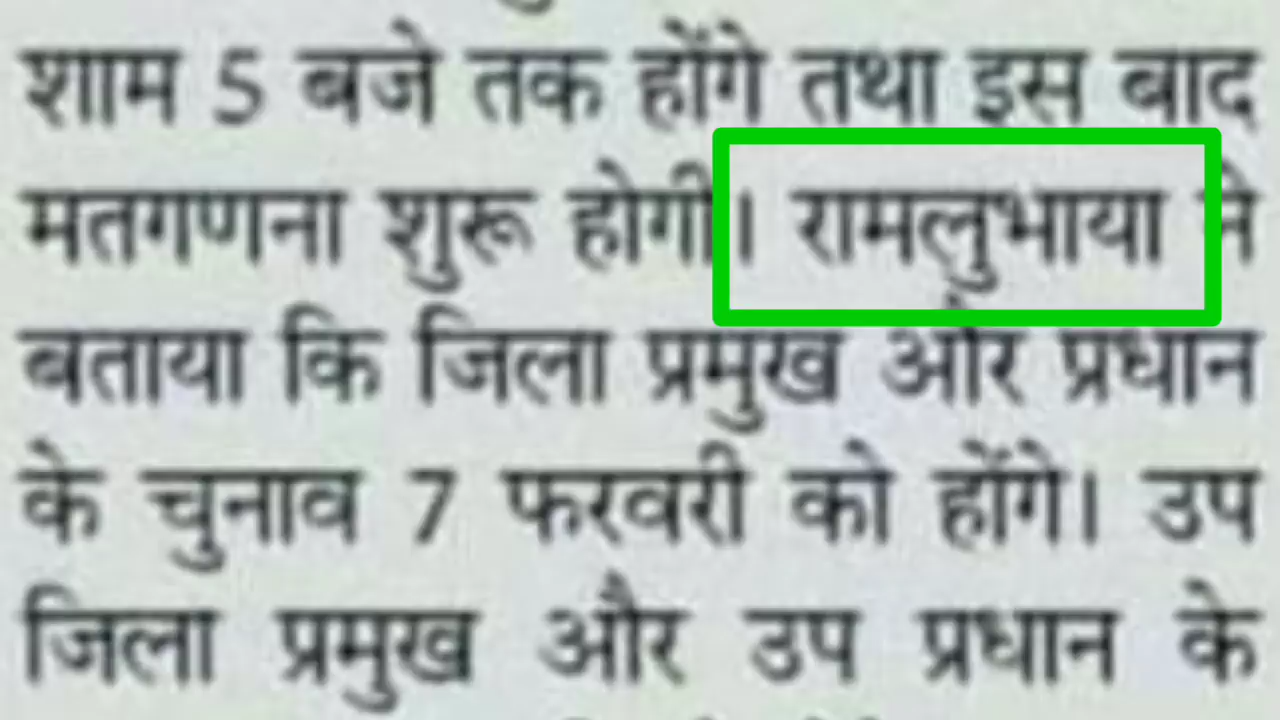 शाम 5 बजे तक होंगे तथा इस बाद
मतगणना शुरू होगी। रामलुभाया ने
बताया कि जिला प्रमुख और प्रधान
के चुनाव 7 फरवरी को होंगे। उप
जिला प्रमुख और उप प्रधान के